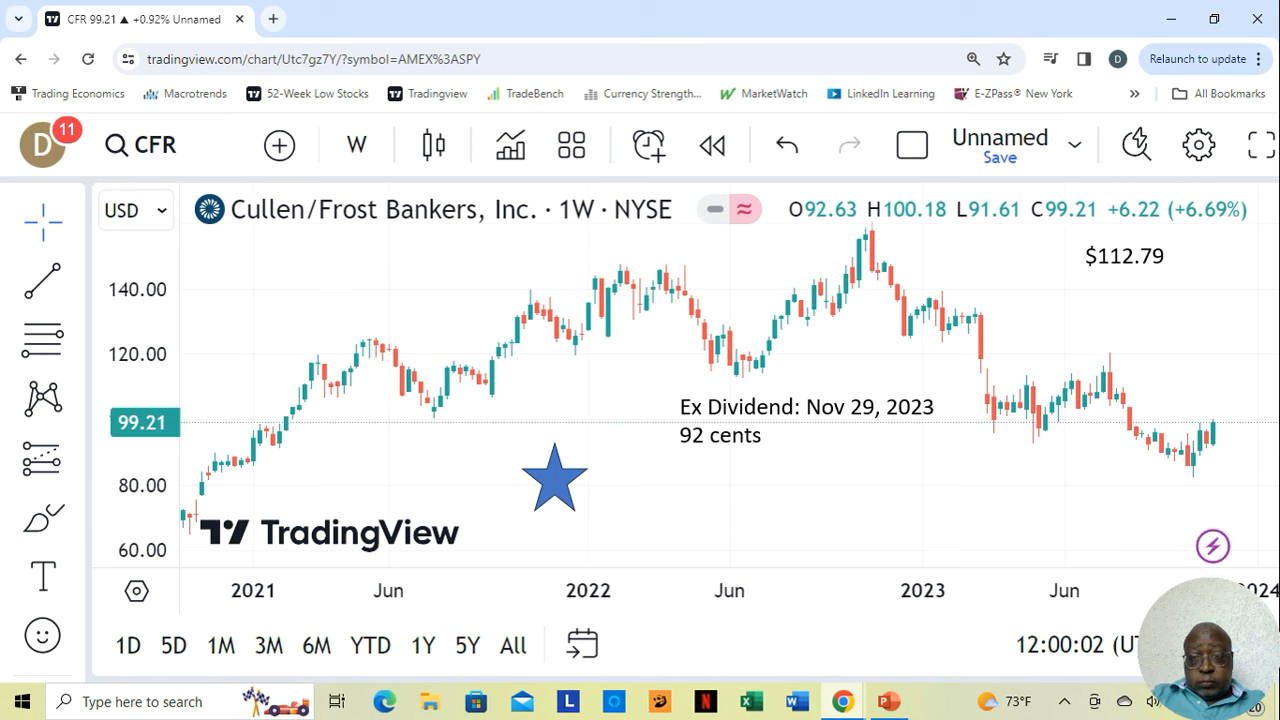 CFR 99.21 ▲ +0.92% Unnamed
tradingview.com/chart/Utc7gz7Y/?symbol=AMEX%3ASPY
Relaunch to update
D
Trading Economics
Macrotrends
52-Week Low Stocks
Tradingview
TradeBench
Currency Strength...
MarketWatch
LinkedIn Learning
E-ZPass® New York
All Bookmarks
D
11
CFR
W
Unnamed
Save
USD
Cullen/Frost Bankers, Inc. · 1W · NYSE
O92.63 H100.18 L91.61 C99.21 +6.22 (+6.69%)
$112.79
140.00
120.00
Ex Dividend: Nov 29, 2023
99.21
92 cents
80.00
TradingView
60.00
2021 Jun 2022 Jun 2023 Jun
1D 5D 1M 3M 6M YTD 1Y 5Y All
12:00:02 (UT
T
Type here to search
73°F
20